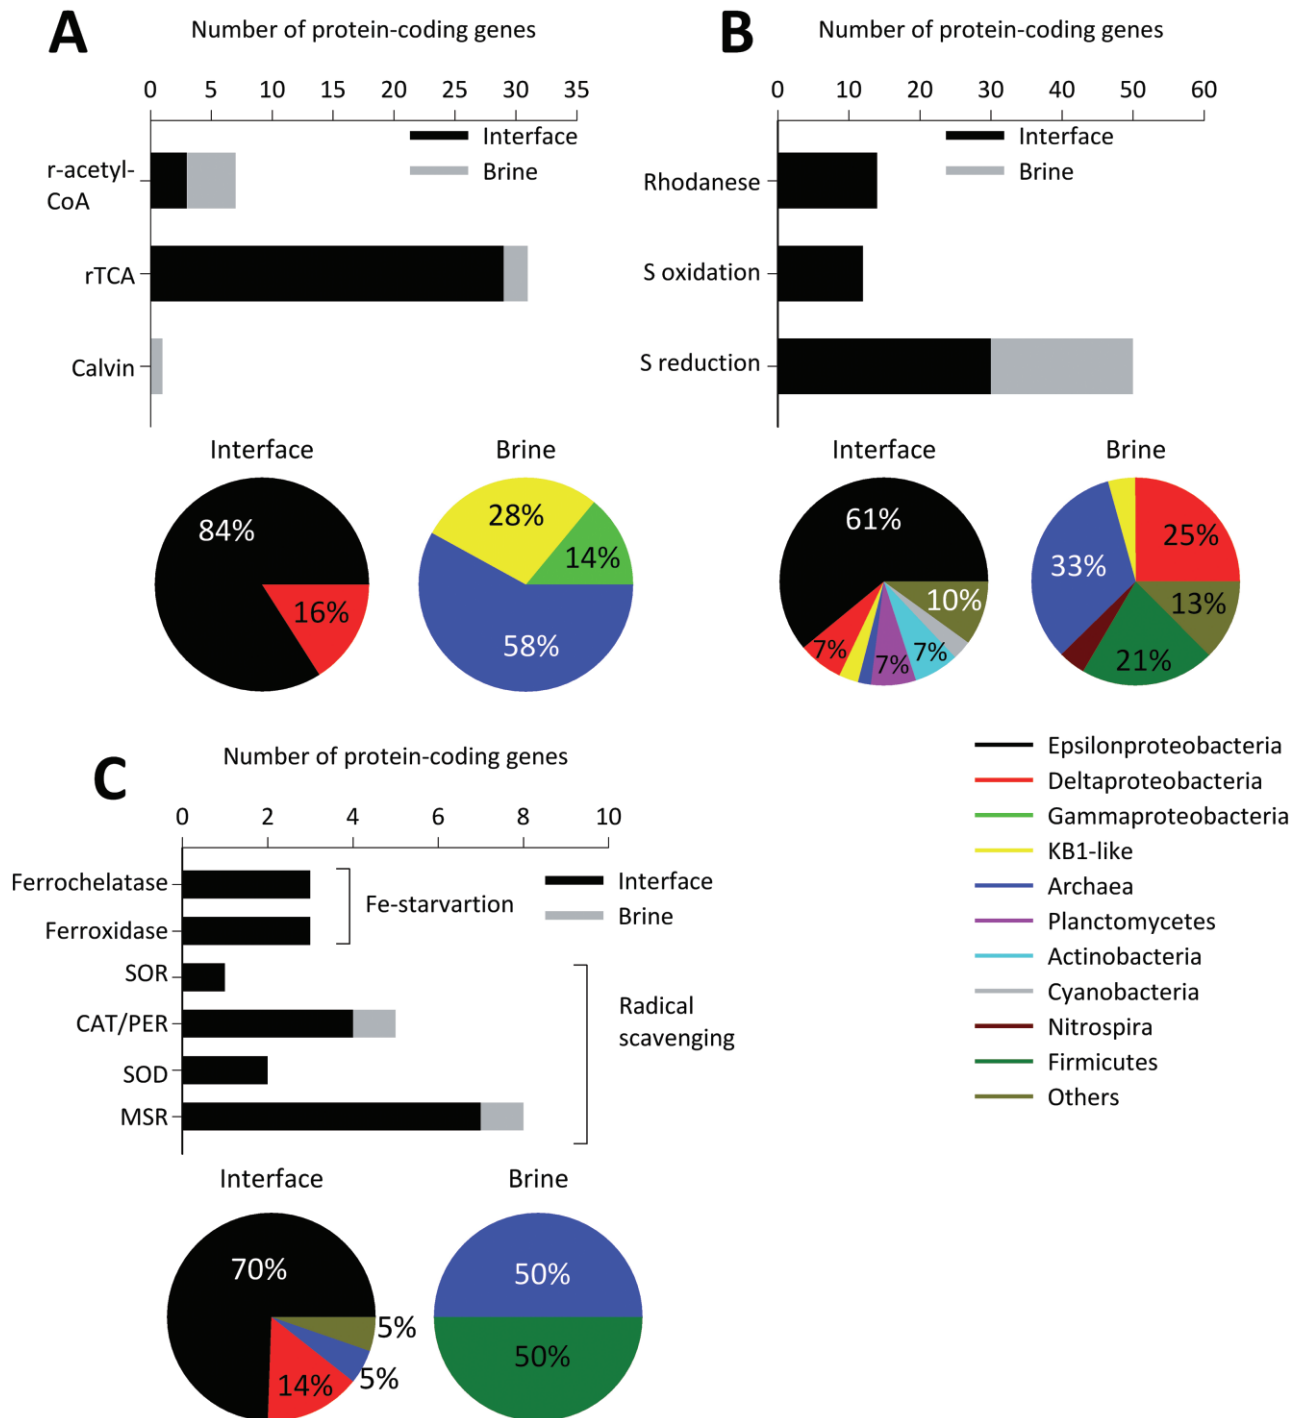 A
Number of protein-coding genes
0 5 10 15 20 25 30 35
Interface
Brine
r-acetyl-
CoA
rTCA
Calvin
Interface
84%
16%
Brine
28%
14%
58%
B
Number of protein-coding genes
0 10 20 30 40 50 60
Interface
Brine
Rhodanese
S oxidation
S reduction
Interface
61%
10%
7%
7%
7%
Brine
25%
33%
13%
21%
C
Number of protein-coding genes
0 2 4 6 8 10
Ferrochelatase
Ferroxidase
SOR
CAT/PER
SOD
MSR
Fe-starvartion
Interface
Brine
Radical
scavenging
Interface
70%
5%
5%
14%
Brine
50%
50%
Epsilonproteobacteria
Deltaproteobacteria
Gammaproteobacteria
KB1-like
Archaea
Planctomycetes
Actinobacteria
Cyanobacteria
Nitrospira
Firmicutes
Others